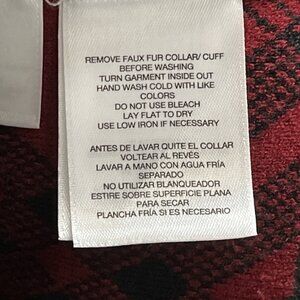 REMOVE FAUX FUR COLLAR/ CUFF
BEFORE WASHING
TURN GARMENT INSIDE OUT
HAND WASH COLD WITH LIKE
COLORS
DO NOT USE BLEACH
LAY FLAT TO DRY
USE LOW IRON IF NECESSARY
ANTES DE LAVAR QUITE EL COLLAR
VOLTEAR AL REVÉS
LAVAR A MANO CON AGUA FRÍA
SEPARADO
NO UTILIZAR BLANQUEADOR
ESTIRE SOBRE SUPERFICIE PLANA
PARA SECAR
PLANCHA FRÍA SI ES NECESARIO